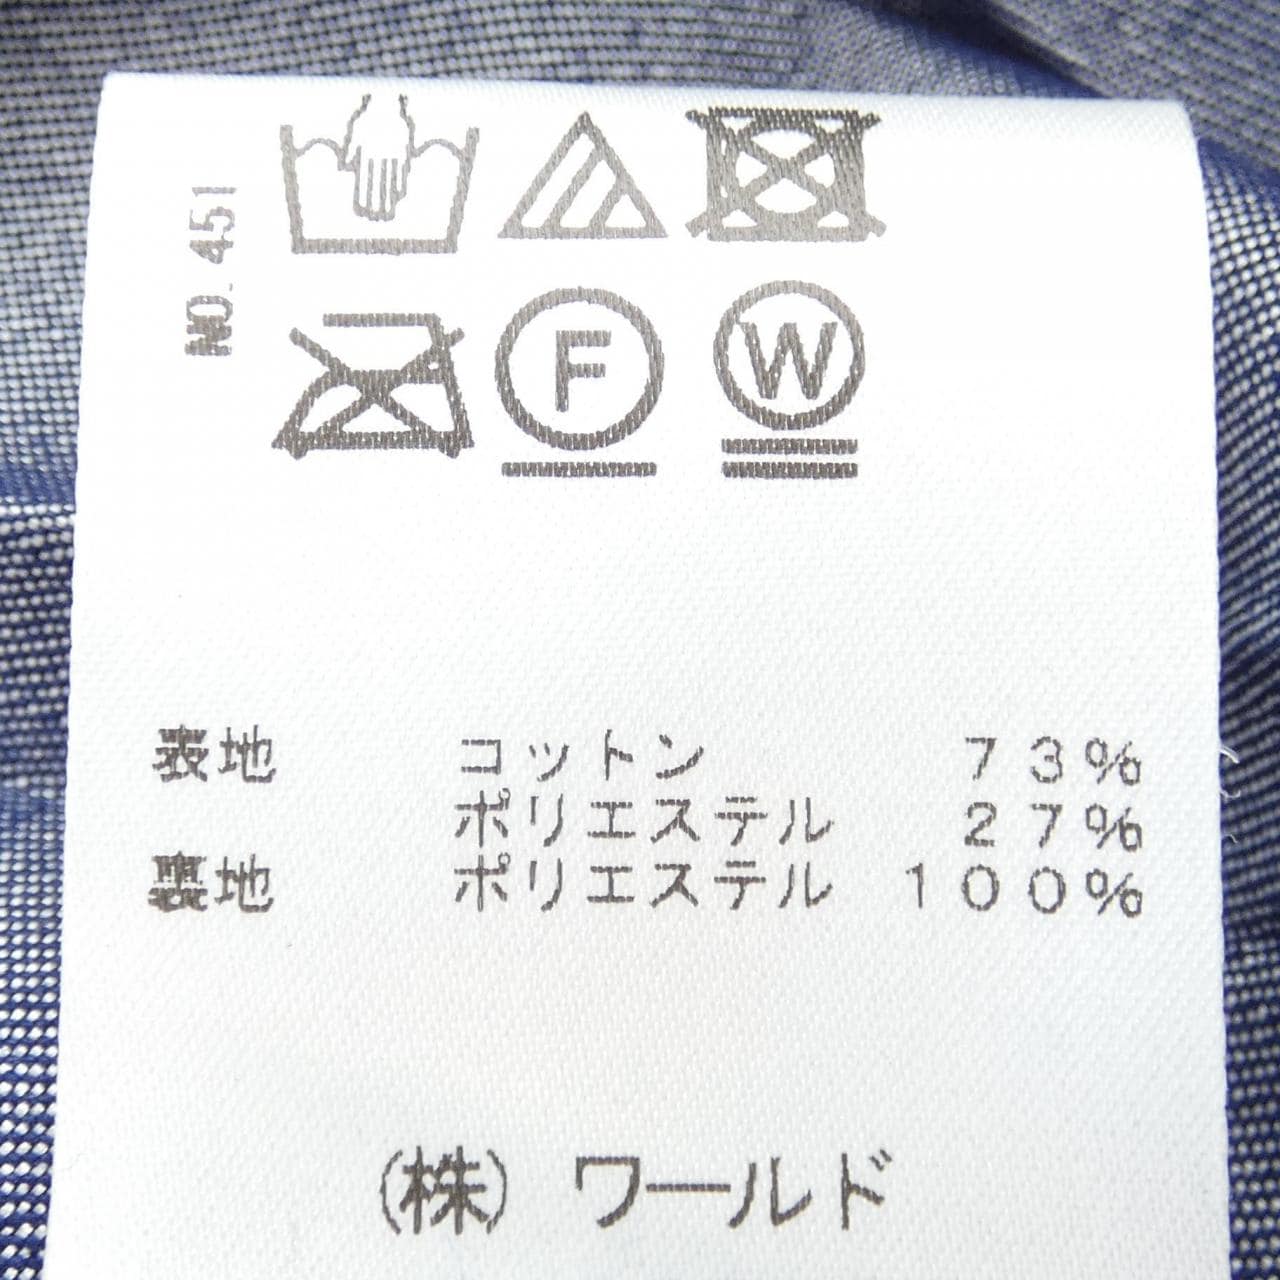 NO. 451
F
W
表地 コットン 73%
ポリエステル 27%
裏地 ポリエステル 100%
(株) ワールド